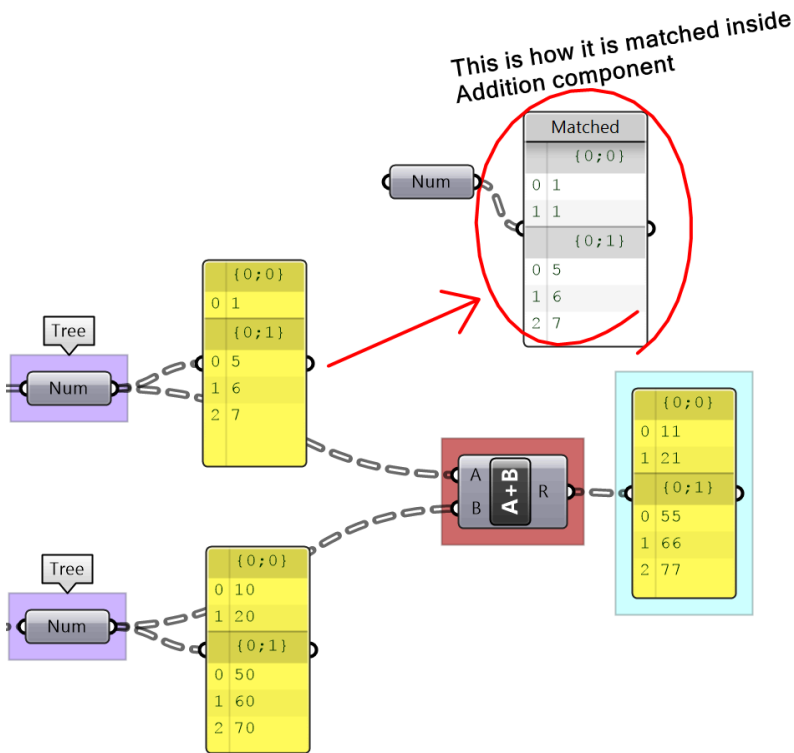 This is how it is matched inside
Addition component
Matched
{0;0}
0 1
1 1
{0;1}
0 5
1 6
2 7
Num
Tree
Num
{0;0}
0 1
{0;1}
0 5
1 6
2 7
A
B
A+B
R
{0;0}
0 11
1 21
{0;1}
0 55
1 66
2 77
Tree
Num
{0;0}
0 10
1 20
{0;1}
0 50
1 60
2 70